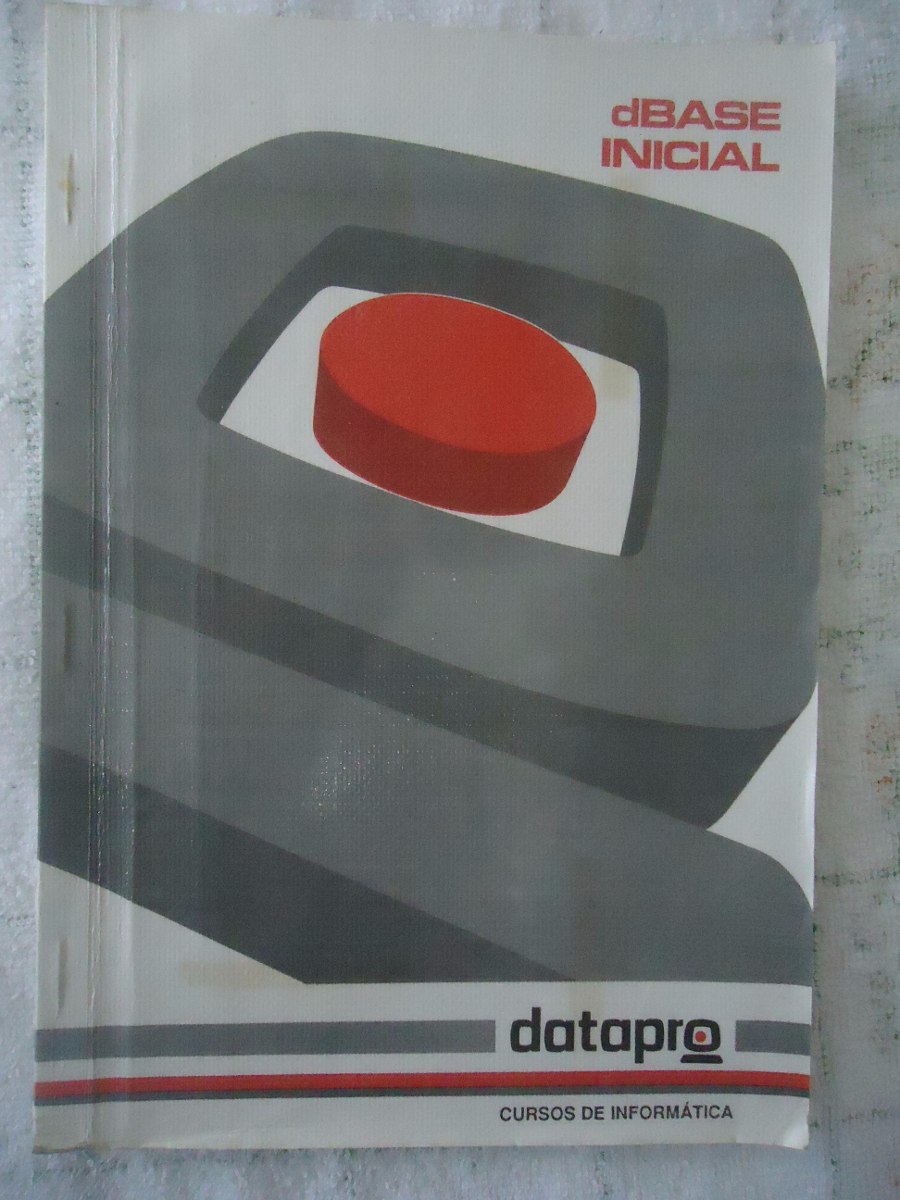 dBASE
INICIAL
datapro
CURSOS DE INFORMÁTICA